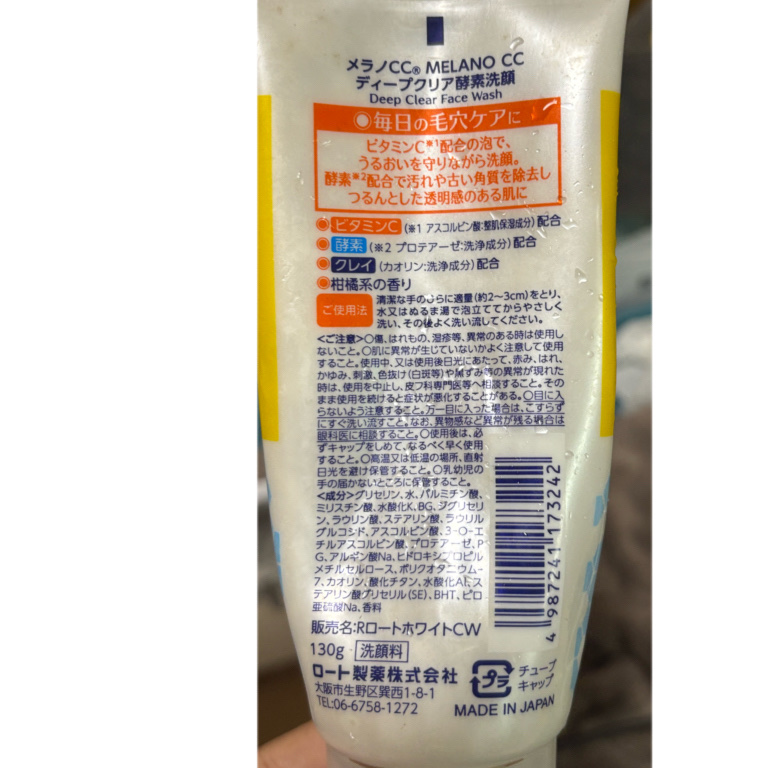 メラノCC® MELANO CC
ディープクリア酵素洗顔
Deep Clear Face Wash
毎日の毛穴ケアに
ビタミンC※1配合の泡で、
うるおいを守りながら洗顔。
酵素※2配合で汚れや古い角質を除去し
つるんとした透明感のある肌に
ビタミンC (※1 アスコルビン酸:整肌保湿成分) 配合
酵素 (※2 プロテアーゼ:洗浄成分) 配合
クレイ (カオリン:洗浄成分) 配合
柑橘系の香り
ご使用法
清潔な手のひらに適量(約2~3cm)をとり、
水又はぬるま湯で泡立ててからやさしく
洗い、その後よく洗い流してください。
<ご注意>○傷、はれもの、湿疹等、異常のある時は使用し
ないこと。○肌に異常が生じていないかよく注意して使用
すること。使用中、又は使用後日光にあたって、赤み、はれ、
かゆみ、刺激、色抜け(白斑等)や黒ずみ等の異常が現れた
時は、使用を中止し、皮フ科専門医等へ相談すること。その
まま使用を続けると症状が悪化することがある。○目に入
らないよう注意すること。万一目に入った場合は、こすらず
にすぐ洗い流すこと。なお、異物感など異常が残る場合は
眼科医に相談すること。○使用後は、必
ずキャップをしめて、なるべく早く使用
すること。○高温又は低温の場所、直射
日光を避け保管すること。○乳幼児の
手の届かないところに保管すること。
<成分>グリセリン、水、パルミチン酸、
ミリスチン酸、水酸化K、BG、ジグリセリ
ン、ラウリン酸、ステアリン酸、ラウリル
グルコシド、アスコルビン酸、3-O-エ
チルアスコルビン酸、プロテアーゼ、P
G、アルギン酸Na、ヒドロキシプロピル
メチルセルロース、ポリクオタニウム-
7、カオリン、酸化チタン、水酸化Al、ス
テアリン酸グリセリル(SE)、BHT、ピロ
亜硫酸Na、香料
4 987241 173242
販売名:RロートホワイトCW
130g 洗顔料
ロート製薬株式会社
大阪市生野区巽西1-8-1
TEL:06-6758-1272
プラ
チューブ
キャップ
MADE IN JAPAN